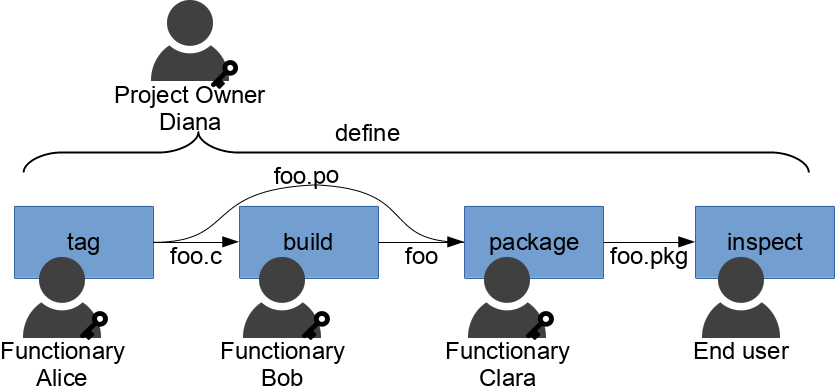 Project Owner
Diana
define
foo.po
tag
build
package
inspect
foo.c
foo
foo.pkg
Functionary
Alice
Functionary
Bob
Functionary
Clara
End user